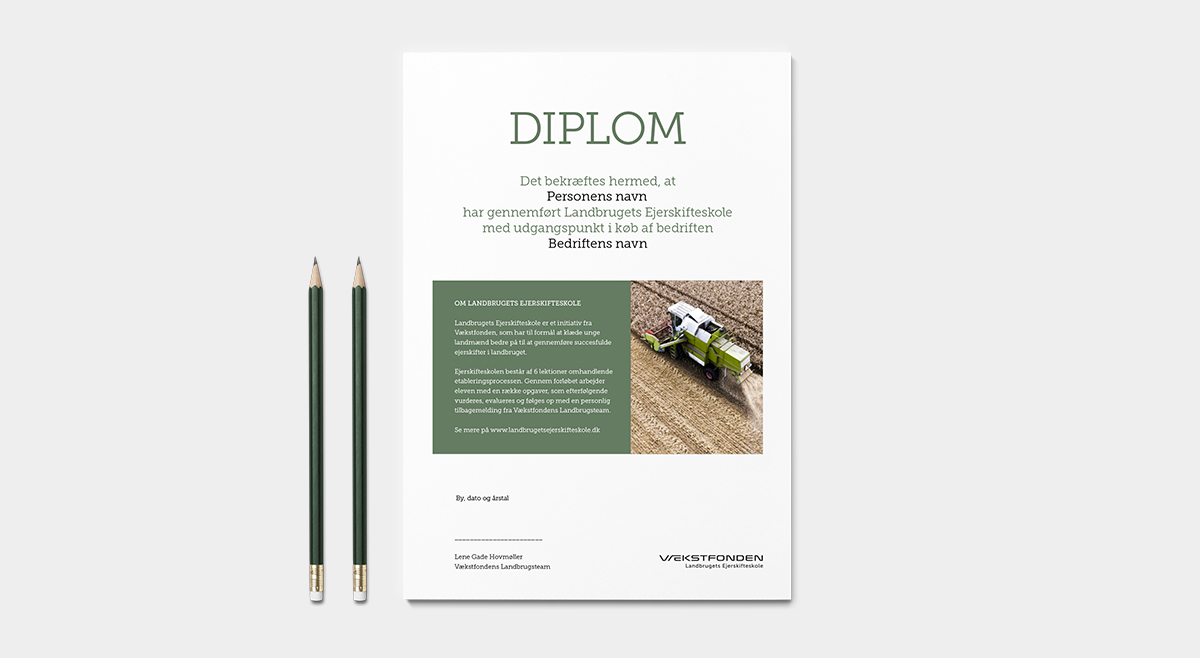 DIPLOM
Det bekræftes hermed, at
Personens navn
har gennemført Landbrugets Ejerskifteskole
med udgangspunkt i køb af bedriften
Bedriftens navn
OM LANDBRUGETS EJERSKIFTESKOLE
Landbrugets Ejerskifteskole er et initiativ fra
Vækstfonden, som har til formål at klæde unge
landmænd bedre på til at gennemføre succesfulde
ejerskifter i landbruget.
Ejerskifteskolen består af 6 lektioner omhandlende
etableringsprocessen. Gennem forløbet arbejder
eleven med en række opgaver, som efterfølgende
vurderes, evalueres og følges op med en personlig
tilbagemelding fra Vækstfondens Landbrugsteam.
Se mere på www.landbrugetsejerskifteskole.dk
By, dato og årstal
Lene Gade Hovmøller
Vækstfondens Landbrugsteam
VÆKSTFONDEN
Landbrugets Ejerskifteskole